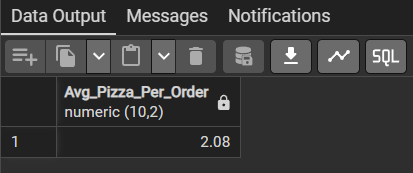 Data Output Messages Notifications
SQL
Avg_Pizza_Per_Order
numeric (10,2)
1 2.08